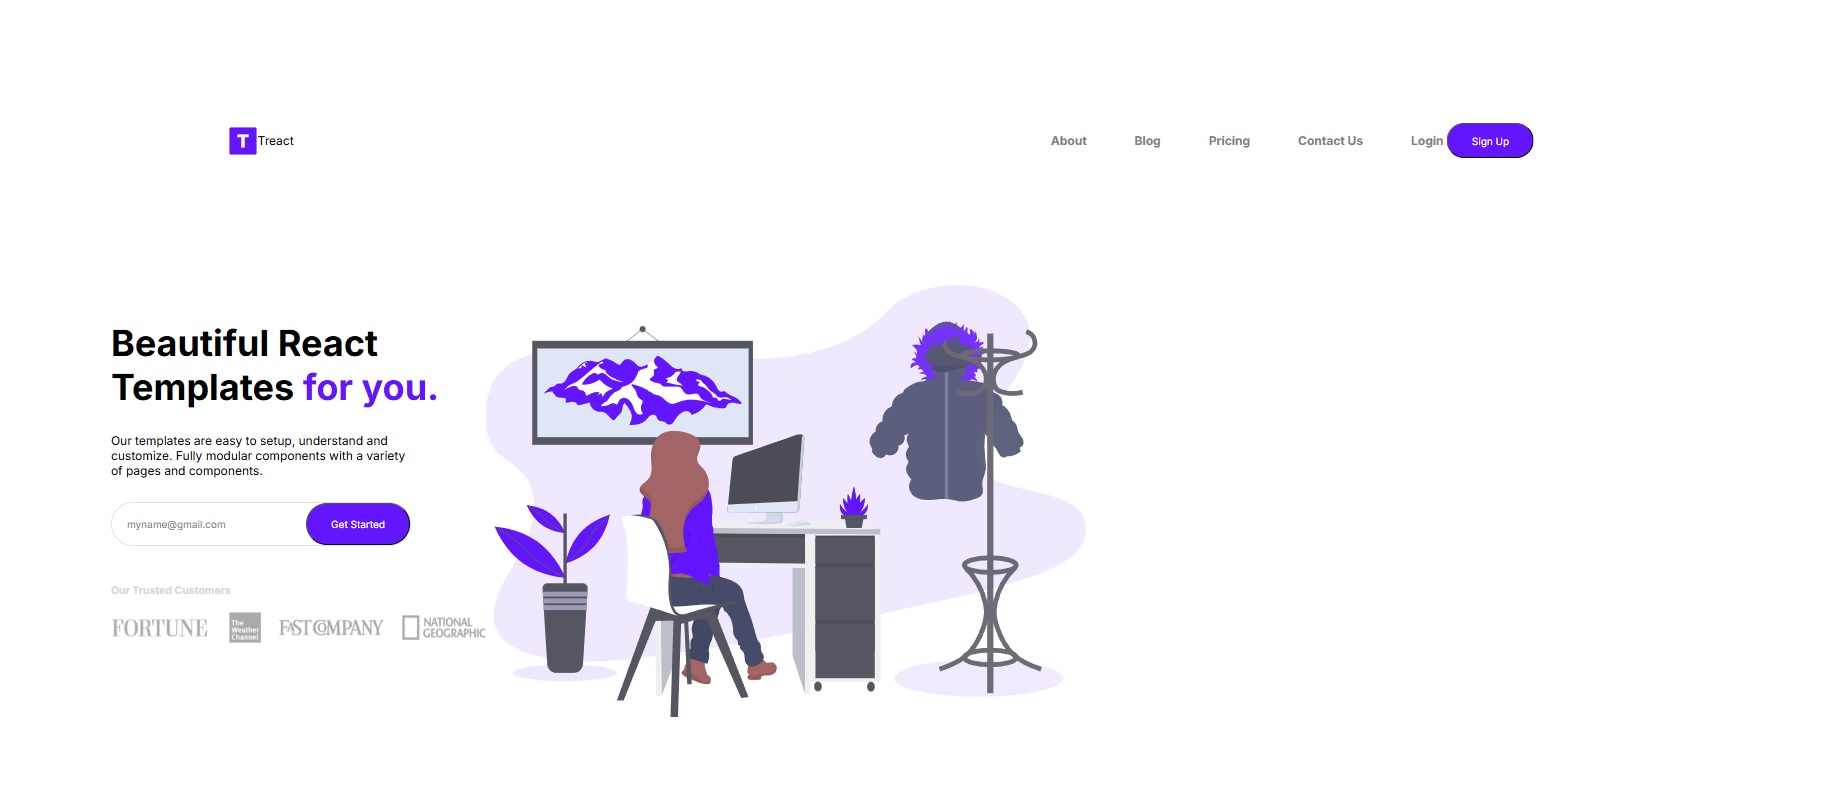 T Treact
About Blog Pricing Contact Us Login Sign Up
Beautiful React
Templates for you.
Our templates are easy to setup, understand and
customize. Fully modular components with a variety
of pages and components.
myname@gmail.com Get Started
Our Trusted Customers
FORTUNE
The
Weather
Channel
FAST COMPANY
NATIONAL
GEOGRAPHIC